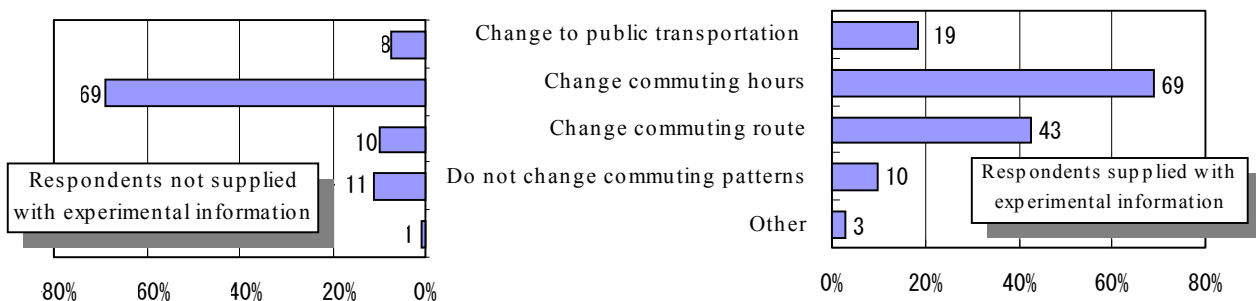 8
69
10
11
1
Respondents not supplied
with experimental information
80% 60% 40% 20% 0%
Change to public transportation
Change commuting hours
Change commuting route
Do not change commuting patterns
Other
19
69
43
10
3
Respondents supplied with
experimental information
0% 20% 40% 60% 80%